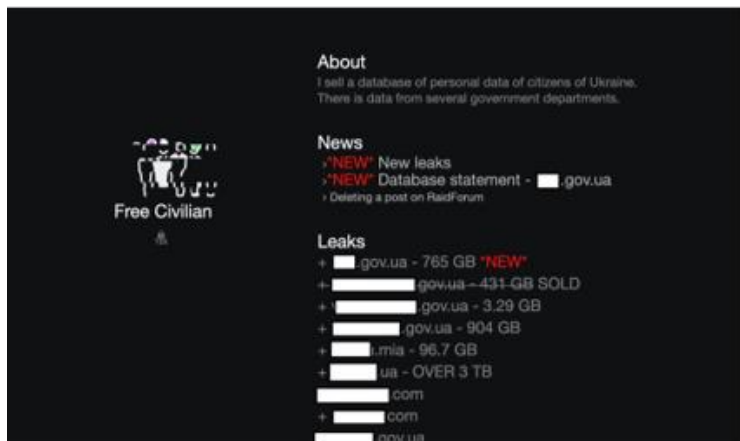 About
I sell a database of personal data of citizens of Ukraine.
There is data from several government departments.
News
›*NEW* New leaks
›*NEW* Database statement - .gov.ua
› Deleting a post on RaidForum
Free Civilian
Leaks
+ .gov.ua - 765 GB *NEW*
+ .gov.ua - 431 GB SOLD
+ .gov.ua - 3.29 GB
+ .gov.ua - 904 GB
+ .mia - 96.7 GB
+ ua - OVER 3 TB
com
+ com
.gov.ua